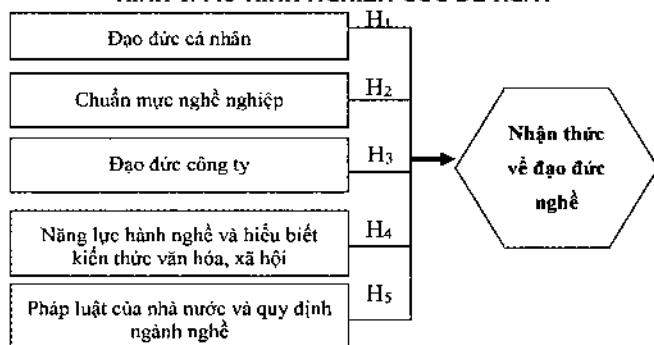 Đạo đức cá nhân
H1
Chuẩn mực nghề nghiệp
H2
Đạo đức công ty
H3
Năng lực hành nghề và hiểu biết
kiến thức văn hóa, xã hội
H4
Pháp luật của nhà nước và quy định
ngành nghề
H5
Nhận thức
về đạo đức
nghề